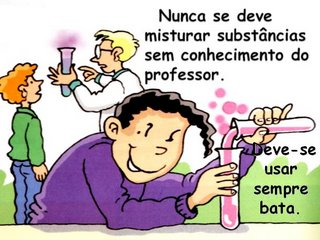 Nunca se deve
misturar substâncias
sem conhecimento do
professor.
Deve-se
usar
sempre
bata.